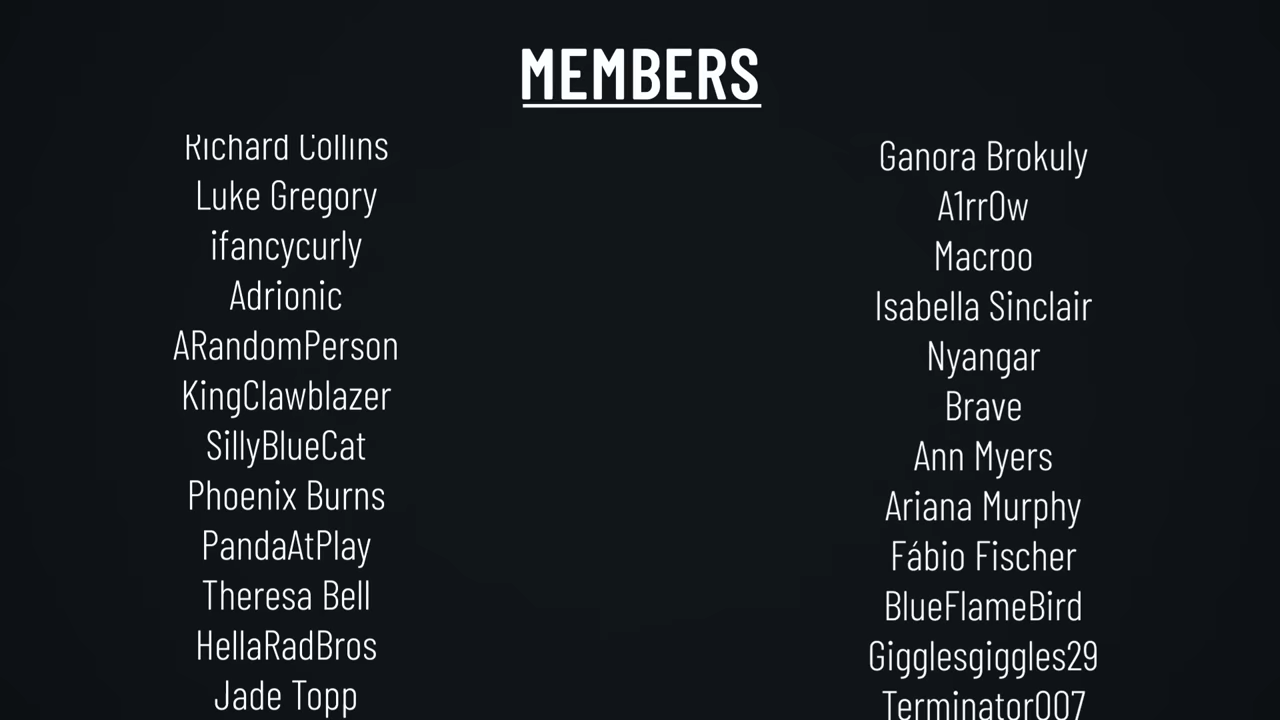 MEMBERS
Richard Collins
Luke Gregory
ifancycurly
Adrionic
ARandomPerson
KingClawblazer
SillyBlueCat
Phoenix Burns
PandaAtPlay
Theresa Bell
HellaRadBros
Jade Topp
Ganora Brokuly
A1rrOw
Macroo
Isabella Sinclair
Nyangar
Brave
Ann Myers
Ariana Murphy
Fábio Fischer
BlueFlameBird
Gigglesgiggles29
Terminator007